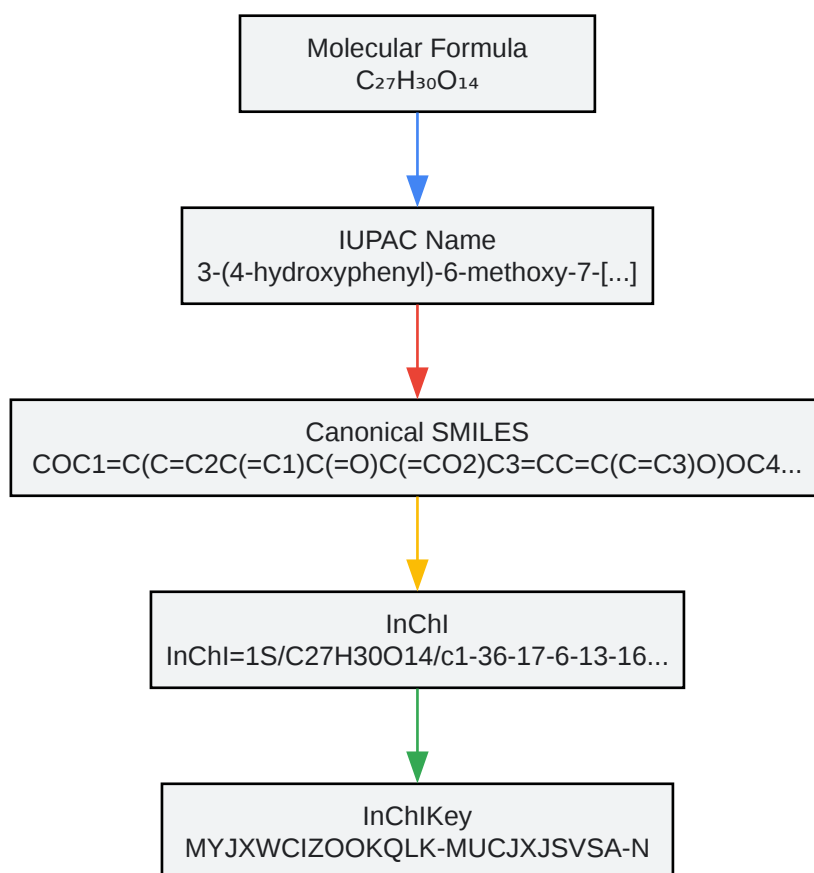 Molecular Formula
C₂₇H₃₀O₁₄
IUPAC Name
3-(4-hydroxyphenyl)-6-methoxy-7-[...]
Canonical SMILES
COC1=C(C=C2C(=C1)C(=O)C(=CO2)C3=CC=C(C=C3)O)OC4...
InChI
InChI=1S/C27H30O14/c1-36-17-6-13-16...
InChIKey
MYJXWCIZOOKQLK-MUCJXJSVSA-N